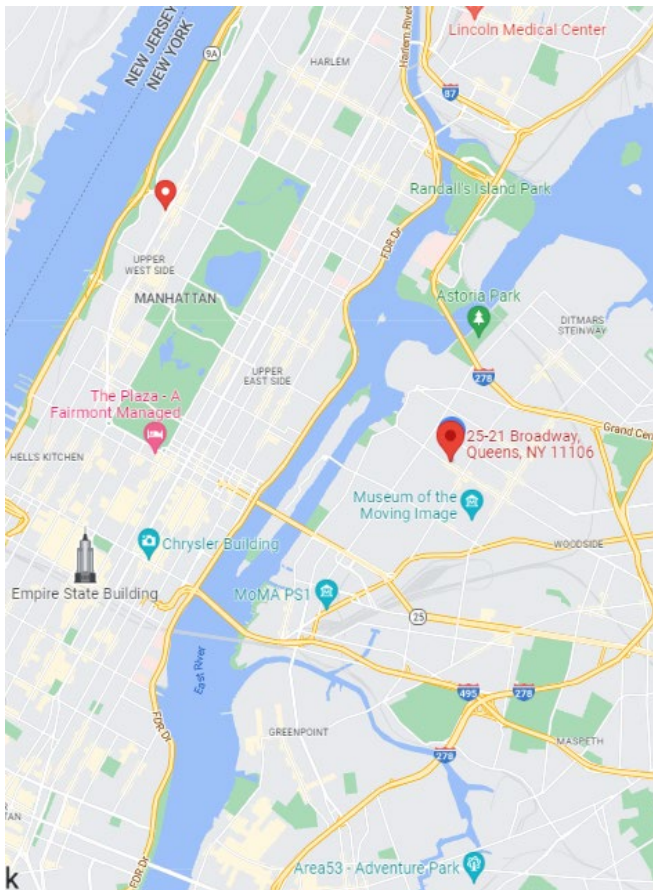 Lincoln Medical Center
NEW JERSEY
NEW YORK
9A
HARLEM
Harlem River
87
Randall's Island Park
FDR Dr
UPPER
WEST SIDE
MANHATTAN
Astoria Park
DITMARS
STEINWAY
UPPER
EAST SIDE
278
The Plaza - A
Fairmont Managed
Grand Cen
25-21 Broadway,
Queens, NY 11106
HELL'S KITCHEN
Museum of the
Moving Image
Chrysler Building
WOODSIDE
Empire State Building
MoMA PS1
25
East River
495
278
FDR Dr
GREENPOINT
MASPETH
278
TAN
FDR Dr
Area53 - Adventure Park
k